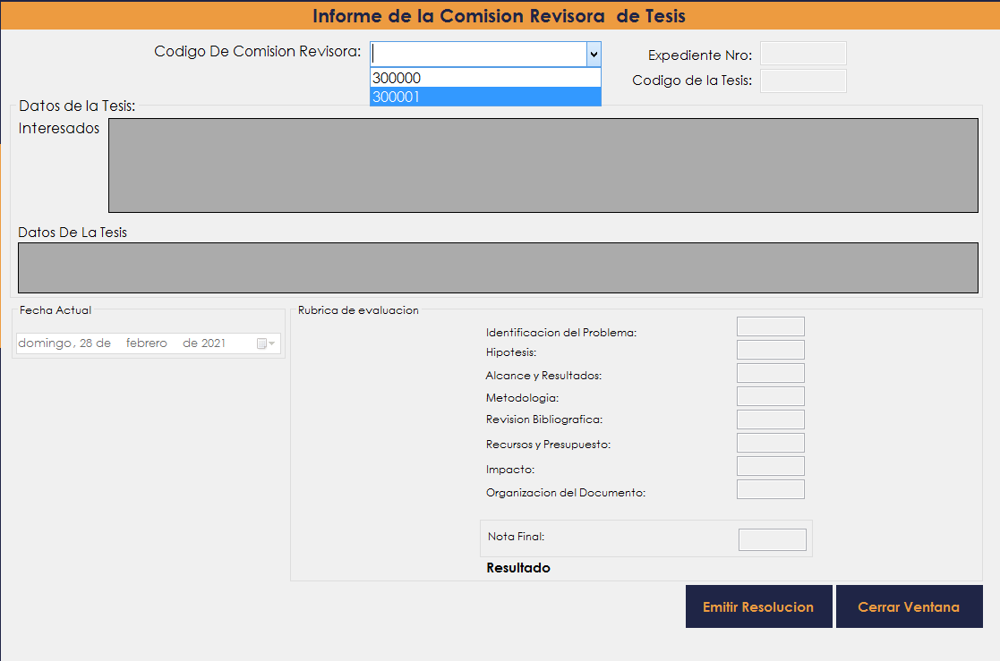 Informe de la Comision Revisora de Tesis
Codigo De Comision Revisora:
300000
300001
Expediente Nro:
Codigo de la Tesis:
Datos de la Tesis:
Interesados
Datos De La Tesis
Fecha Actual
domingo, 28 de febrero de 2021
Rubrica de evaluacion
Identificacion del Problema:
Hipotesis:
Alcance y Resultados:
Metodologia:
Revision Bibliografica:
Recursos y Presupuesto:
Impacto:
Organizacion del Documento:
Nota Final:
Resultado
Emitir Resolucion
Cerrar Ventana